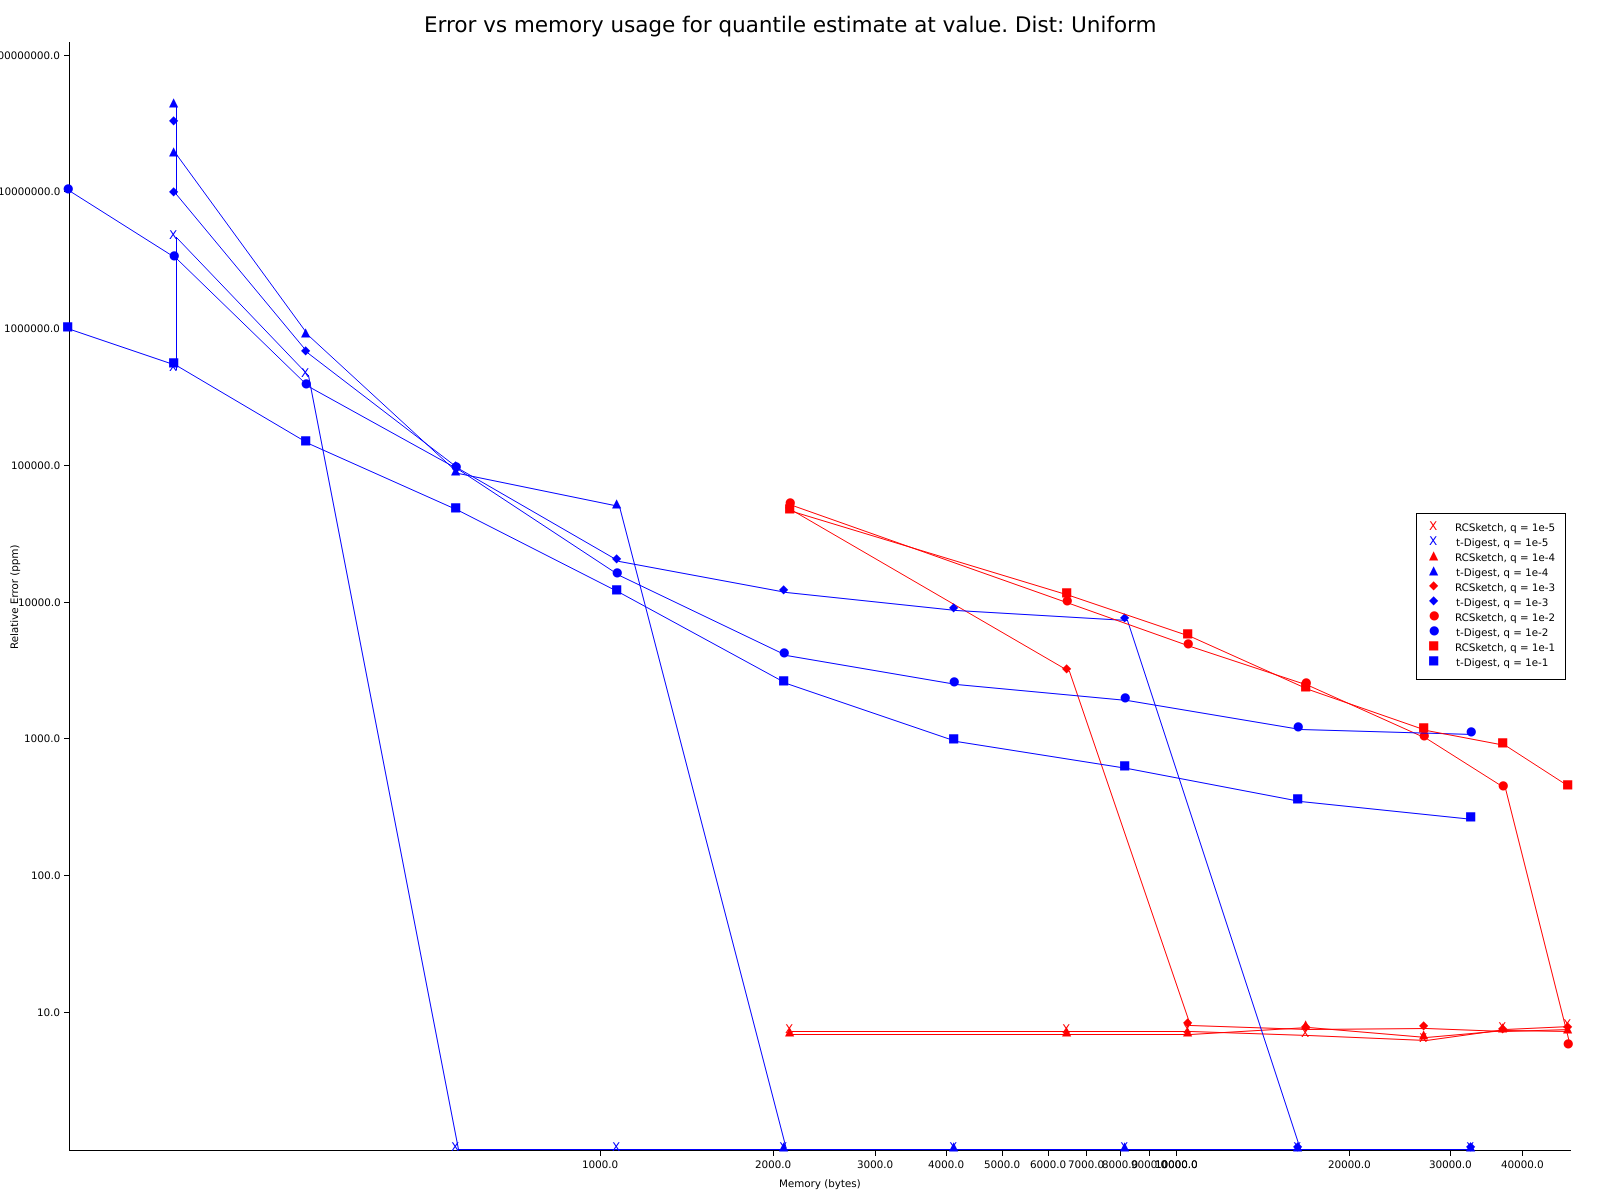 Error vs memory usage for quantile estimate at value. Dist: Uniform
00000000.0
10000000.0
1000000.0
100000.0
10000.0
1000.0
100.0
10.0
Relative Error (ppm)
X RCSketch, q = 1e-5
X t-Digest, q = 1e-5
RCSketch, q = 1e-4
t-Digest, q = 1e-4
RCSketch, q = 1e-3
t-Digest, q = 1e-3
RCSketch, q = 1e-2
t-Digest, q = 1e-2
RCSketch, q = 1e-1
t-Digest, q = 1e-1
1000.0 2000.0 3000.0 4000.0 5000.0 6000.0 7000.0 8000.0 9000.0 10000.0 20000.0 30000.0 40000.0
Memory (bytes)